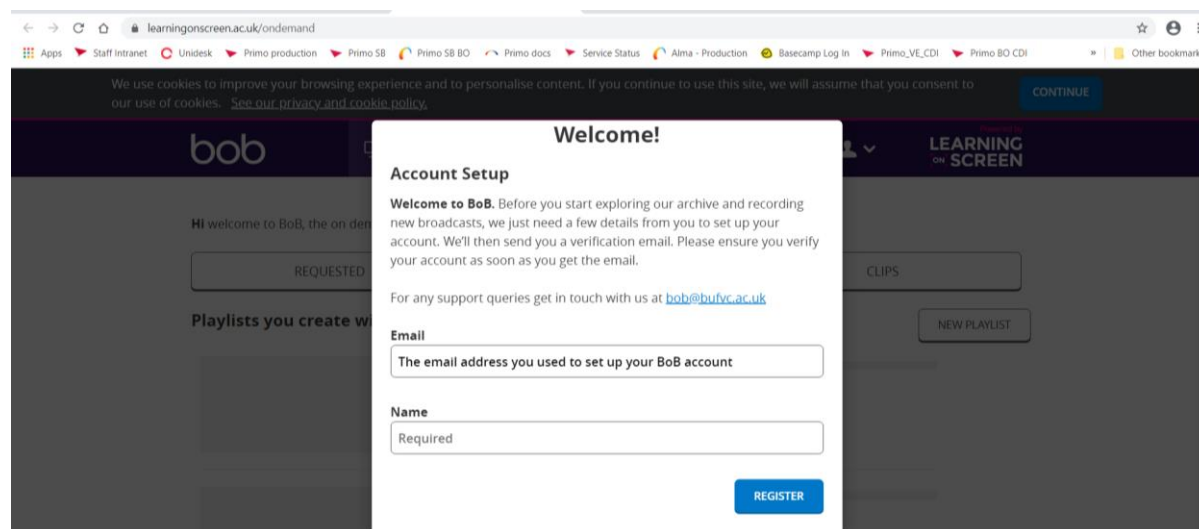 learningonscreen.ac.uk/ondemand
Apps Staff Intranet Unidesk Primo production Primo SB Primo SB BO Primo docs Service Status Alma - Production Basecamp Log In Primo_VE_CDI Primo BO CDI » Other bookmark
We use cookies to improve your browsing experience and to personalise content. If you continue to use this site, we will assume that you consent to
our use of cookies. See our privacy and cookie policy.
CONTINUE
bob
Powered by
LEARNING
ON SCREEN
Welcome!
Account Setup
Welcome to BoB. Before you start exploring our archive and recording
new broadcasts, we just need a few details from you to set up your
account. We'll then send you a verification email. Please ensure you verify
your account as soon as you get the email.
For any support queries get in touch with us at bob@bufvc.ac.uk
Email
The email address you used to set up your BoB account
Name
Required
REGISTER
Hi welcome to BoB, the on dem
REQUESTED
CLIPS
Playlists you create wi
NEW PLAYLIST